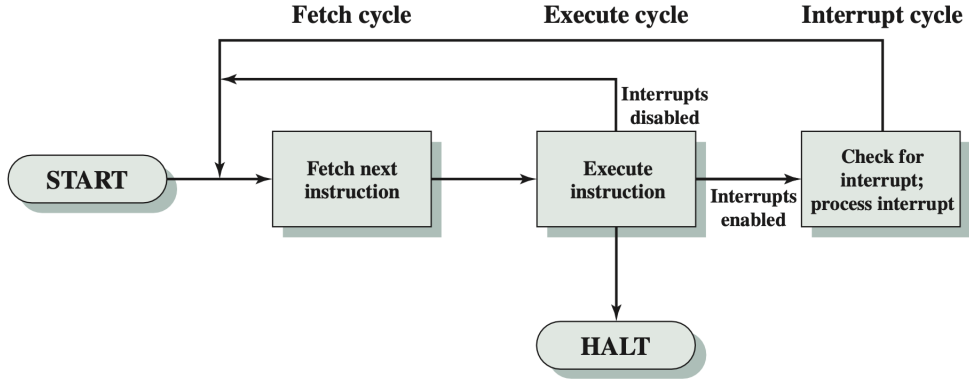 Fetch cycle
Execute cycle
Interrupt cycle
Interrupts
disabled
START
Fetch next
instruction
Execute
instruction
Interrupts
enabled
Check for
interrupt;
process interrupt
HALT